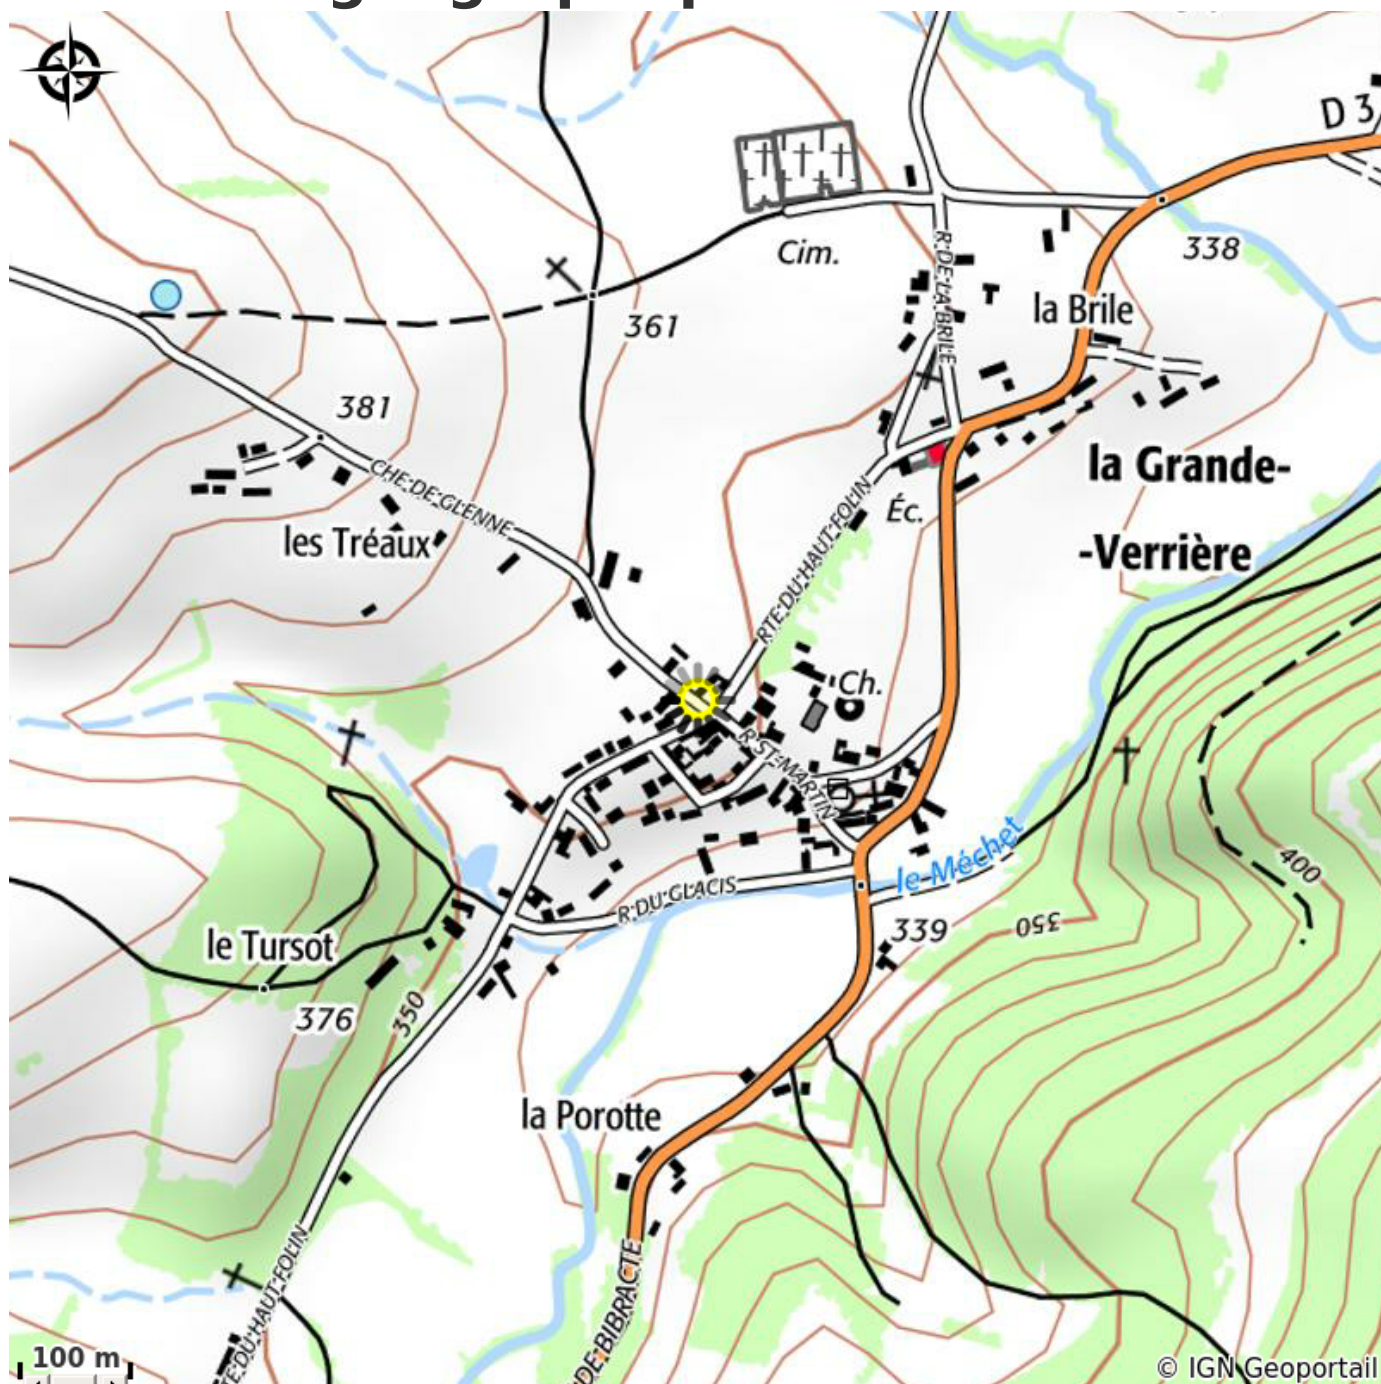 D 3
Cim.
338
R DE LA BRILE
la Brile
361
381
CHE DE GLENNE
les Tréaux
la Grande-
-Verrière
Éc.
RTE DU HAUT FOLIN
Ch.
R ST-MARTIN
le Méchet
400
R DU GLACIS
350
339
le Tursot
376
350
la Porotte
DE BIBRACTE
TE DU HAUT FOLIN
100 m
© IGN Geoportail